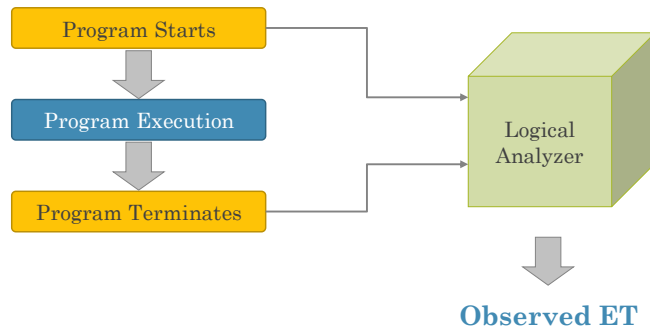 Program Starts
Program Execution
Program Terminates
Logical
Analyzer
Observed ET